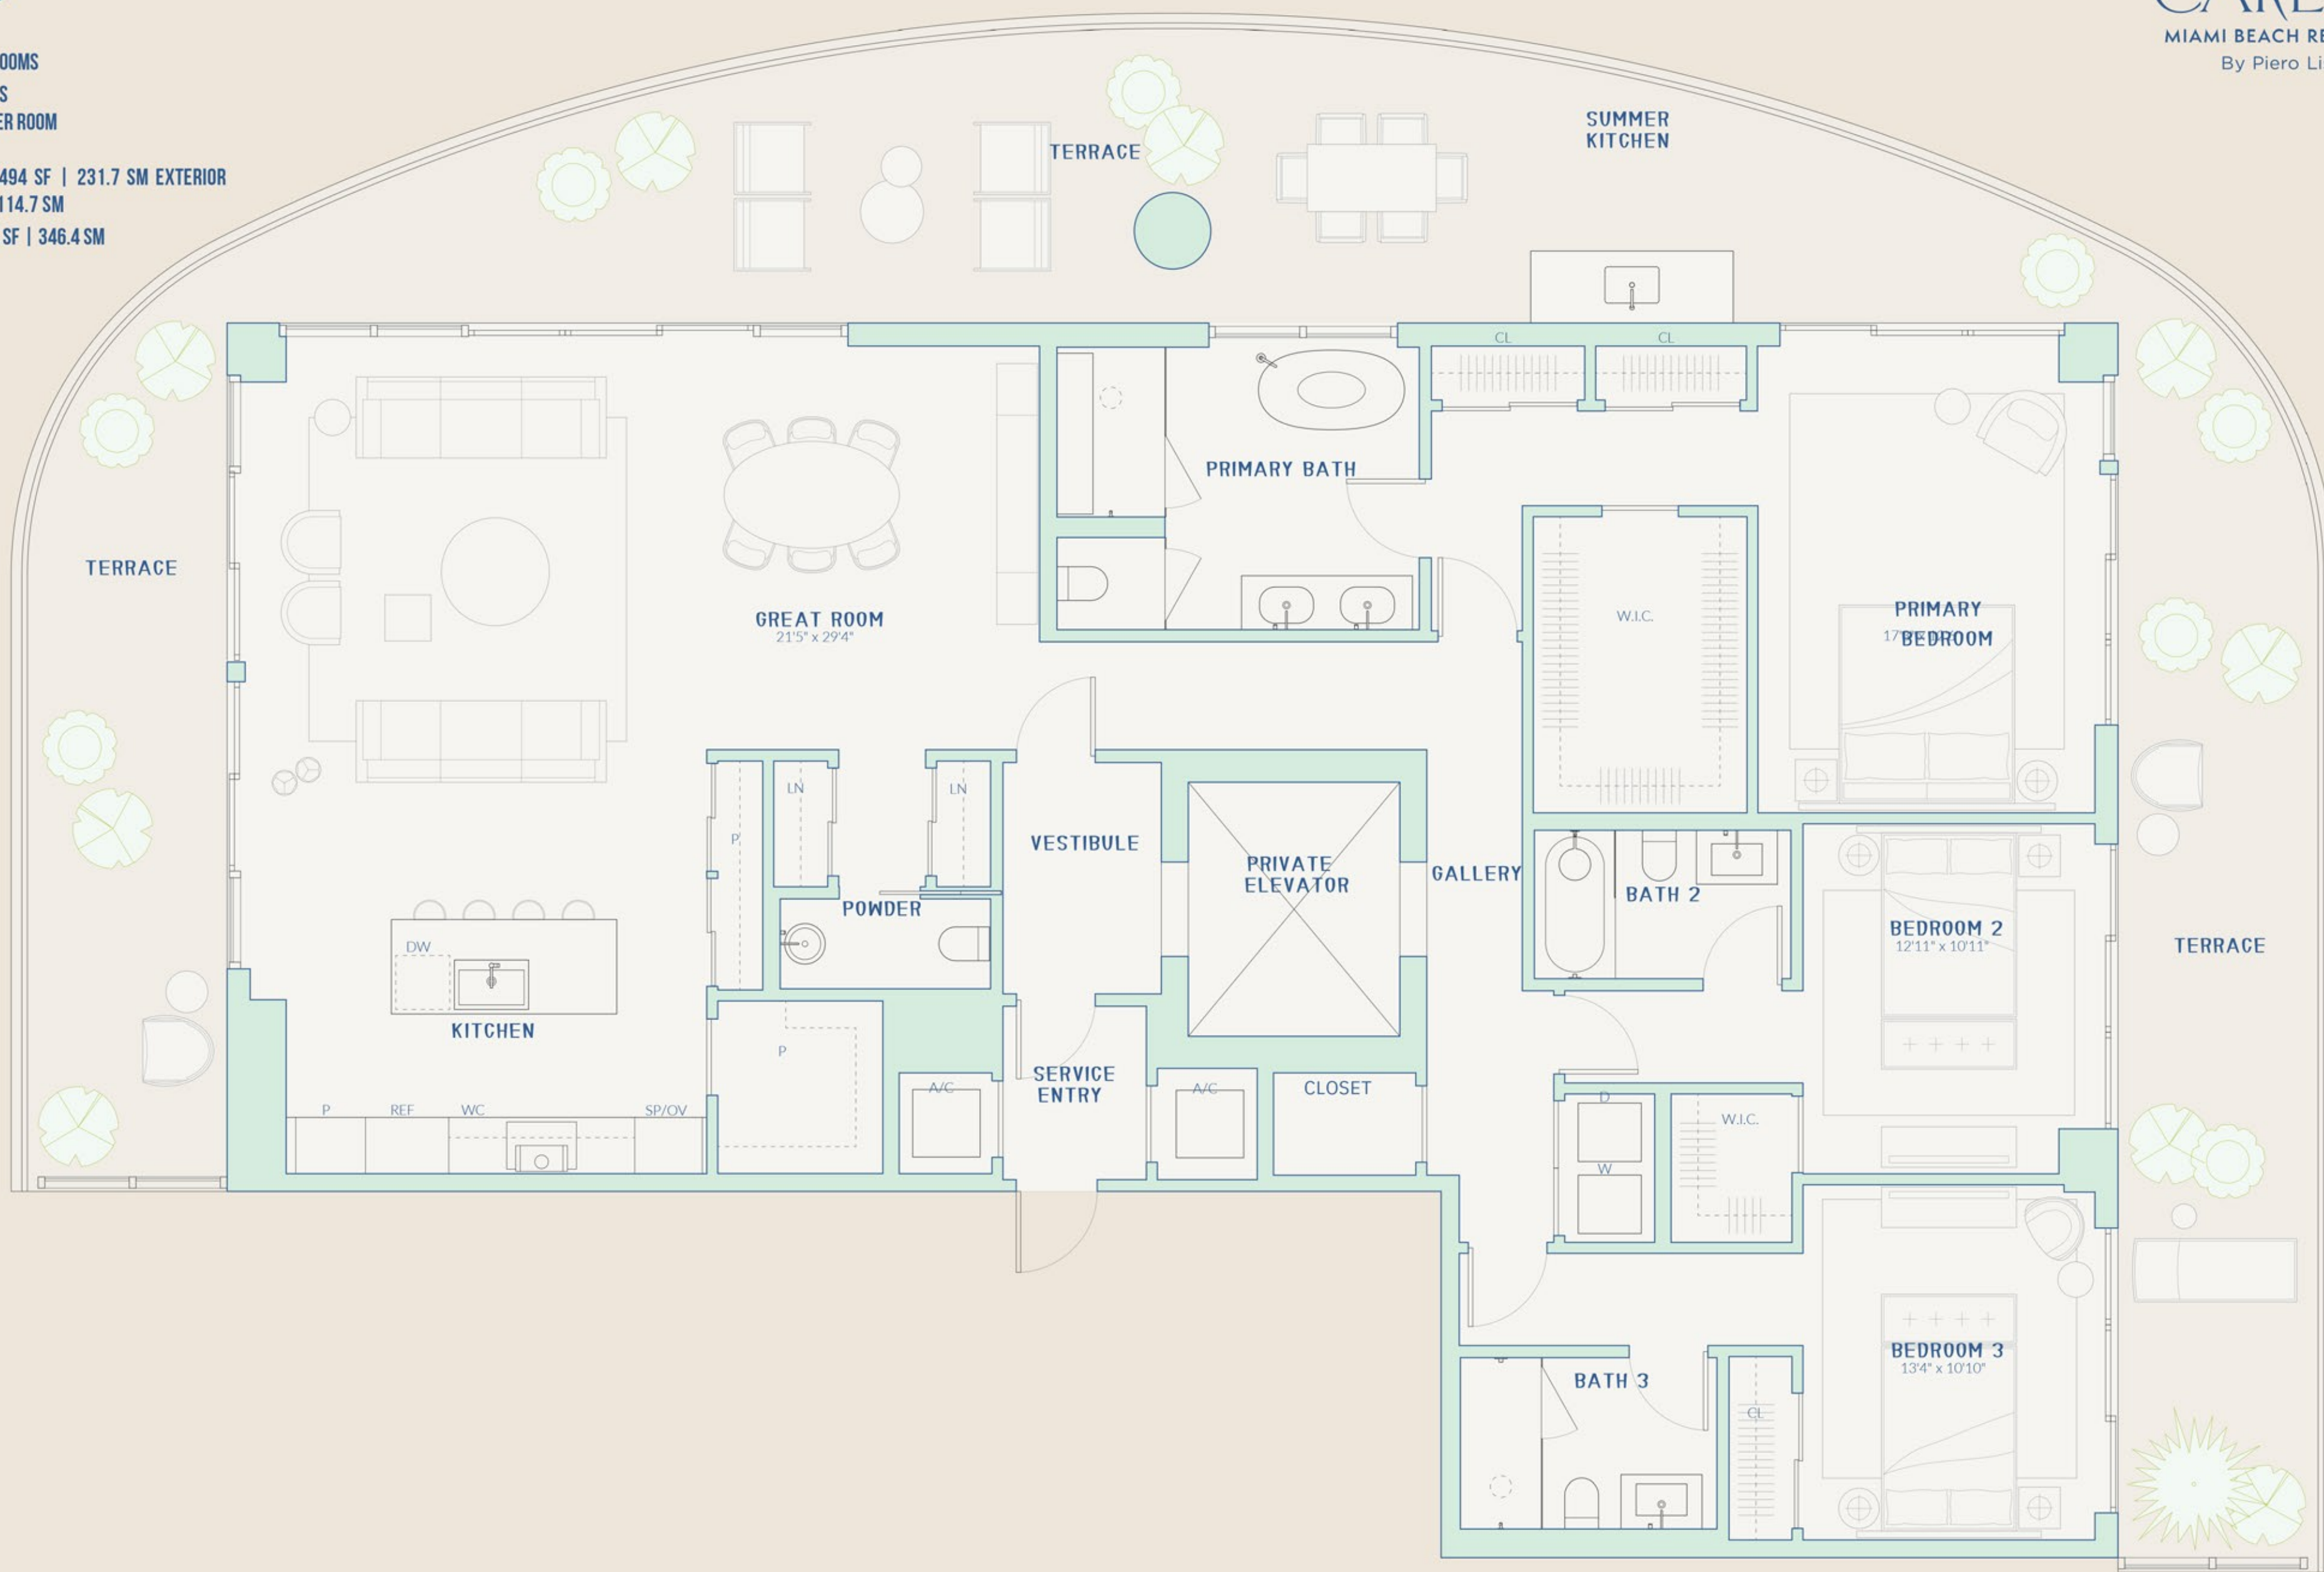 MIAMI BEACH RE
By Piero Li
OOMS
S
ER ROOM
494 SF | 231.7 SM EXTERIOR
114.7 SM
SF | 346.4 SM
SUMMER
KITCHEN
TERRACE
CL
CL
PRIMARY BATH
TERRACE
GREAT ROOM
21'5" x 29'4"
W.I.C.
PRIMARY
BEDROOM
LN
LN
P
VESTIBULE
PRIVATE
ELEVATOR
GALLERY
BATH 2
POWDER
BEDROOM 2
12'11" x 10'11"
TERRACE
DW
KITCHEN
P
SERVICE
ENTRY
A/C
A/C
CLOSET
D
W.I.C.
W
P
REF
WC
SP/OV
BEDROOM 3
13'4" x 10'10"
BATH 3
CL